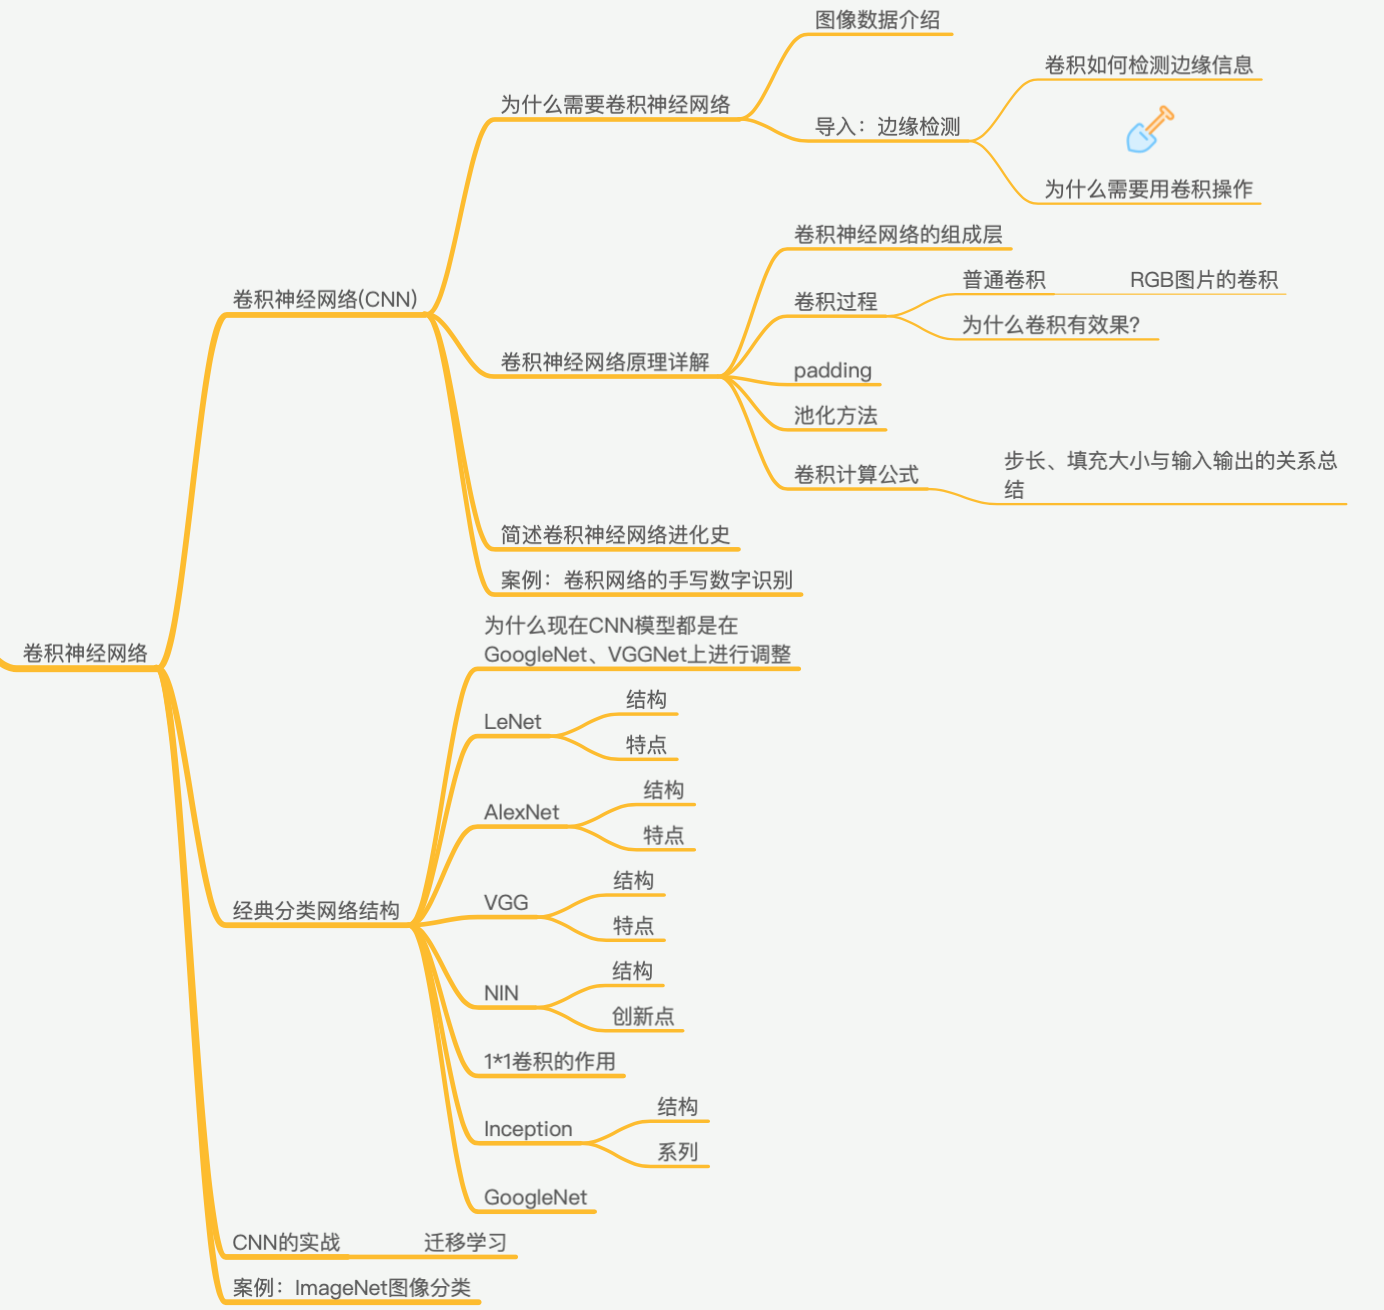 图像数据介绍
卷积如何检测边缘信息
为什么需要卷积神经网络
导入：边缘检测
为什么需要用卷积操作
卷积神经网络的组成层
普通卷积
RGB图片的卷积
卷积神经网络(CNN)
卷积过程
为什么卷积有效果?
卷积神经网络原理详解
padding
池化方法
步长、填充大小与输入输出的关系总
结
卷积计算公式
简述卷积神经网络进化史
案例：卷积网络的手写数字识别
为什么现在CNN模型都是在
GoogleNet、VGGNet上进行调整
卷积神经网络
结构
LeNet
特点
结构
AlexNet
特点
结构
VGG
经典分类网络结构
特点
结构
NIN
创新点
1*1卷积的作用
结构
Inception
系列
GoogleNet
CNN的实战
迁移学习
案例：ImageNet图像分类